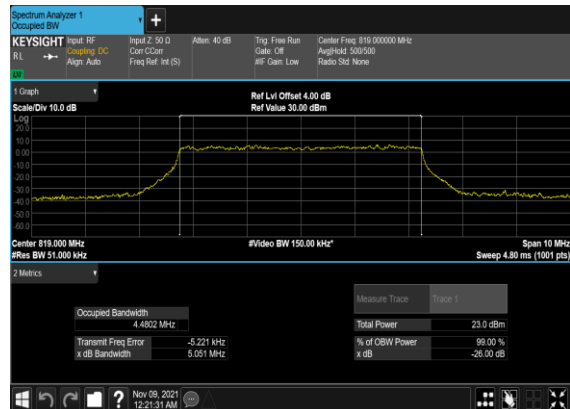 Spectrum Analyzer 1
Occupied BW
+
KEYSIGHT Input: RF Input Z: 50 Ω Atten: 40 dB Trig: Free Run Center Freq: 819.000000 MHz
RL Coupling: DC Corr CCorr Gate: Off Avg|Hold: 500/500
Align: Auto Freq Ref: Int (S) #IF Gain: Low Radio Std: None
1 Graph
Ref Lvl Offset 4.00 dB
Scale/Div 10.0 dB Ref Value 30.00 dBm
Log
20.0
10.0
0.00
-10.0
-20.0
-30.0
-40.0
-50.0
-60.0
Center 819.000 MHz #Video BW 150.00 kHz* Span 10 MHz
#Res BW 51.000 kHz Sweep 4.80 ms (1001 pts)
2 Metrics
Measure Trace Trace 1
Occupied Bandwidth
4.4802 MHz Total Power 23.0 dBm
Transmit Freq Error -5.221 kHz % of OBW Power 99.00 %
x dB Bandwidth 5.051 MHz x dB -26.00 dB
? Nov 09, 2021
12:21:31 AM